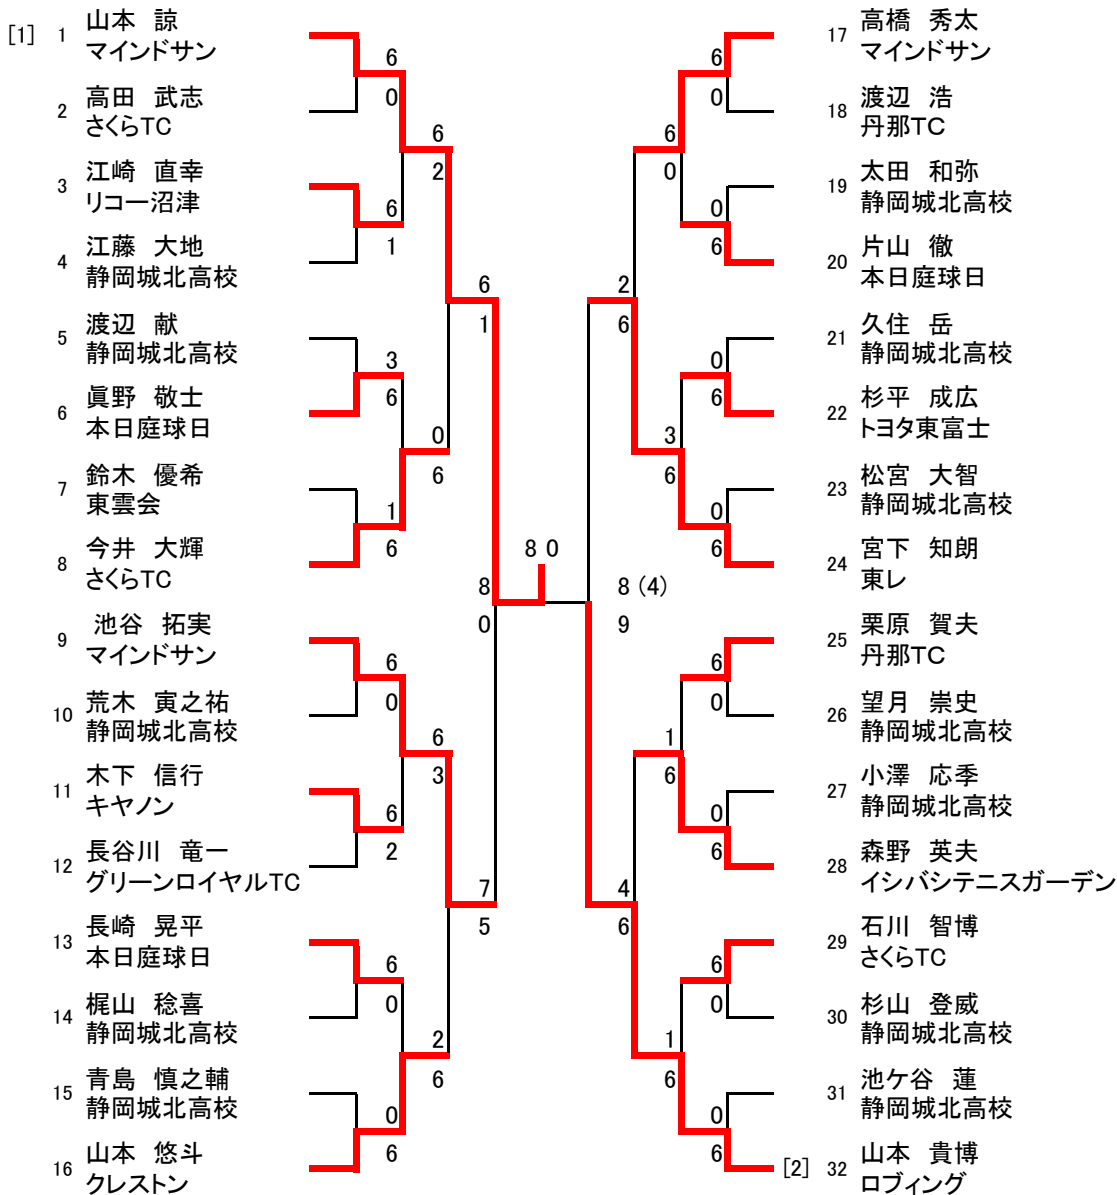 [1] 1 山本 諒
マインドサン
2 高田 武志
さくらTC
3 江崎 直幸
リコー沼津
4 江藤 大地
静岡城北高校
5 渡辺 献
静岡城北高校
6 眞野 敬士
本日庭球日
7 鈴木 優希
東雲会
8 今井 大輝
さくらTC
9 池谷 拓実
マインドサン
10 荒木 寅之祐
静岡城北高校
11 木下 信行
キヤノン
12 長谷川 竜一
グリーンロイヤルTC
13 長崎 晃平
本日庭球日
14 梶山 稔喜
静岡城北高校
15 青島 慎之輔
静岡城北高校
16 山本 悠斗
クレストン
6
0
6
1
3
6
1
6
6
0
6
2
6
0
0
6
6
2
0
6
6
3
2
6
6
1
7
5
8
0
8 0
8 (4)
9
2
6
4
6
6
0
3
6
1
6
1
6
6
0
0
6
0
6
0
6
6
0
0
6
6
0
0
6
17 高橋 秀太
マインドサン
18 渡辺 浩
丹那TC
19 太田 和弥
静岡城北高校
20 片山 徹
本日庭球日
21 久住 岳
静岡城北高校
22 杉平 成広
トヨタ東富士
23 松宮 大智
静岡城北高校
24 宮下 知朗
東レ
25 栗原 賀夫
丹那TC
26 望月 崇史
静岡城北高校
27 小澤 応季
静岡城北高校
28 森野 英夫
イシバシテニスガーデン
29 石川 智博
さくらTC
30 杉山 登威
静岡城北高校
31 池ケ谷 蓮
静岡城北高校
[2] 32 山本 貴博
ロブィング